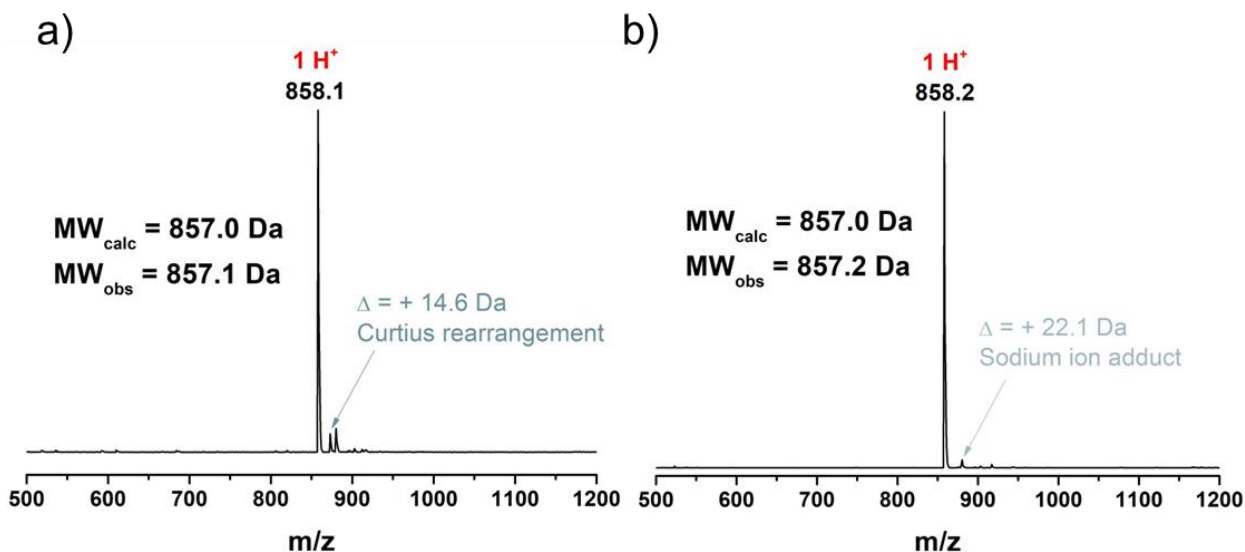 a)
1 H⁺
858.1
MWcalc = 857.0 Da
MWobs = 857.1 Da
Δ = + 14.6 Da
Curtius rearrangement
500 600 700 800 900 1000 1100 1200
m/z
b)
1 H⁺
858.2
MWcalc = 857.0 Da
MWobs = 857.2 Da
Δ = + 22.1 Da
Sodium ion adduct
500 600 700 800 900 1000 1100 1200
m/z